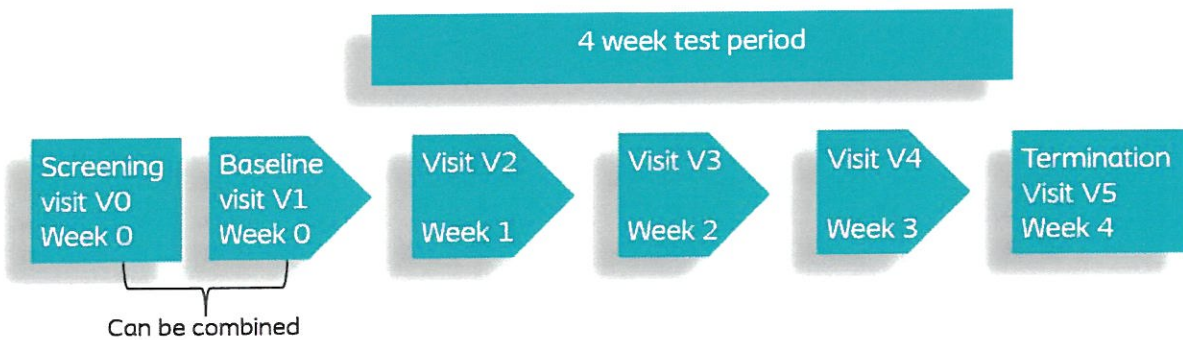 4 week test period
Screening
visit V0
Week 0
Baseline
visit V1
Week 0
Visit V2
Week 1
Visit V3
Week 2
Visit V4
Week 3
Termination
Visit V5
Week 4
Can be combined